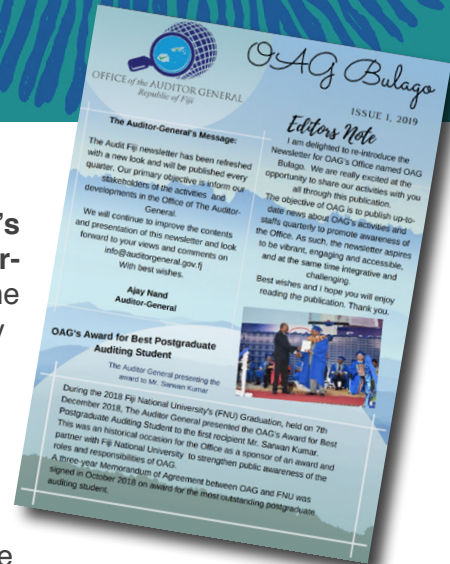 OFFICE of the AUDITOR GENERAL
Republic of Fiji
OAG Bulago
ISSUE 1, 2019
The Auditor-General's Message:
The Audit Fiji newsletter has been refreshed
with a new look and will be published every
quarter. Our primary objective is inform our
stakeholders of the activities and
developments in the Office of The Auditor-
General.
We will continue to improve the contents
and presentation of this newsletter and look
forward to your views and comments on
info@auditorgeneral.gov.fj
With best wishes.
Ajay Nand
Auditor-General
Editors Note
I am delighted to re-introduce the
Newsletter for OAG's Office named OAG
Bulago. We are really excited at the
opportunity to share our activities with you
all through this publication.
The objective of OAG is to publish up-to-
date news about OAG's activities and
staffs quarterly to promote awareness of
the Office. As such, the newsletter aspires
to be vibrant, engaging and accessible,
and at the same time integrative and
challenging.
Best wishes and I hope you will enjoy
reading the publication. Thank you.
OAG's Award for Best Postgraduate
Auditing Student
The Auditor General presenting the
award to Mr. Sarwan Kumar
During the 2018 Fiji National University's (FNU) Graduation, held on 7th
December 2018, The Auditor General presented the OAG's Award for Best
Postgraduate Auditing Student to the first recipient Mr. Sarwan Kumar.
This was an historical occasion for the Office as a sponsor of an award and
partner with Fiji National University to strengthen public awareness of the
roles and responsibilities of OAG.
A three-year Memorandum of Agreement between OAG and FNU was
signed in October 2018 on award for the most outstanding postgraduate
auditing student.